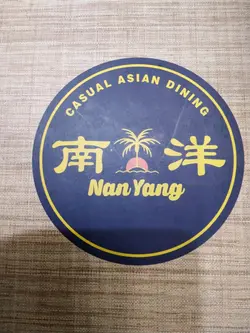 CASUAL ASIAN DINING
南洋
Nan Yang